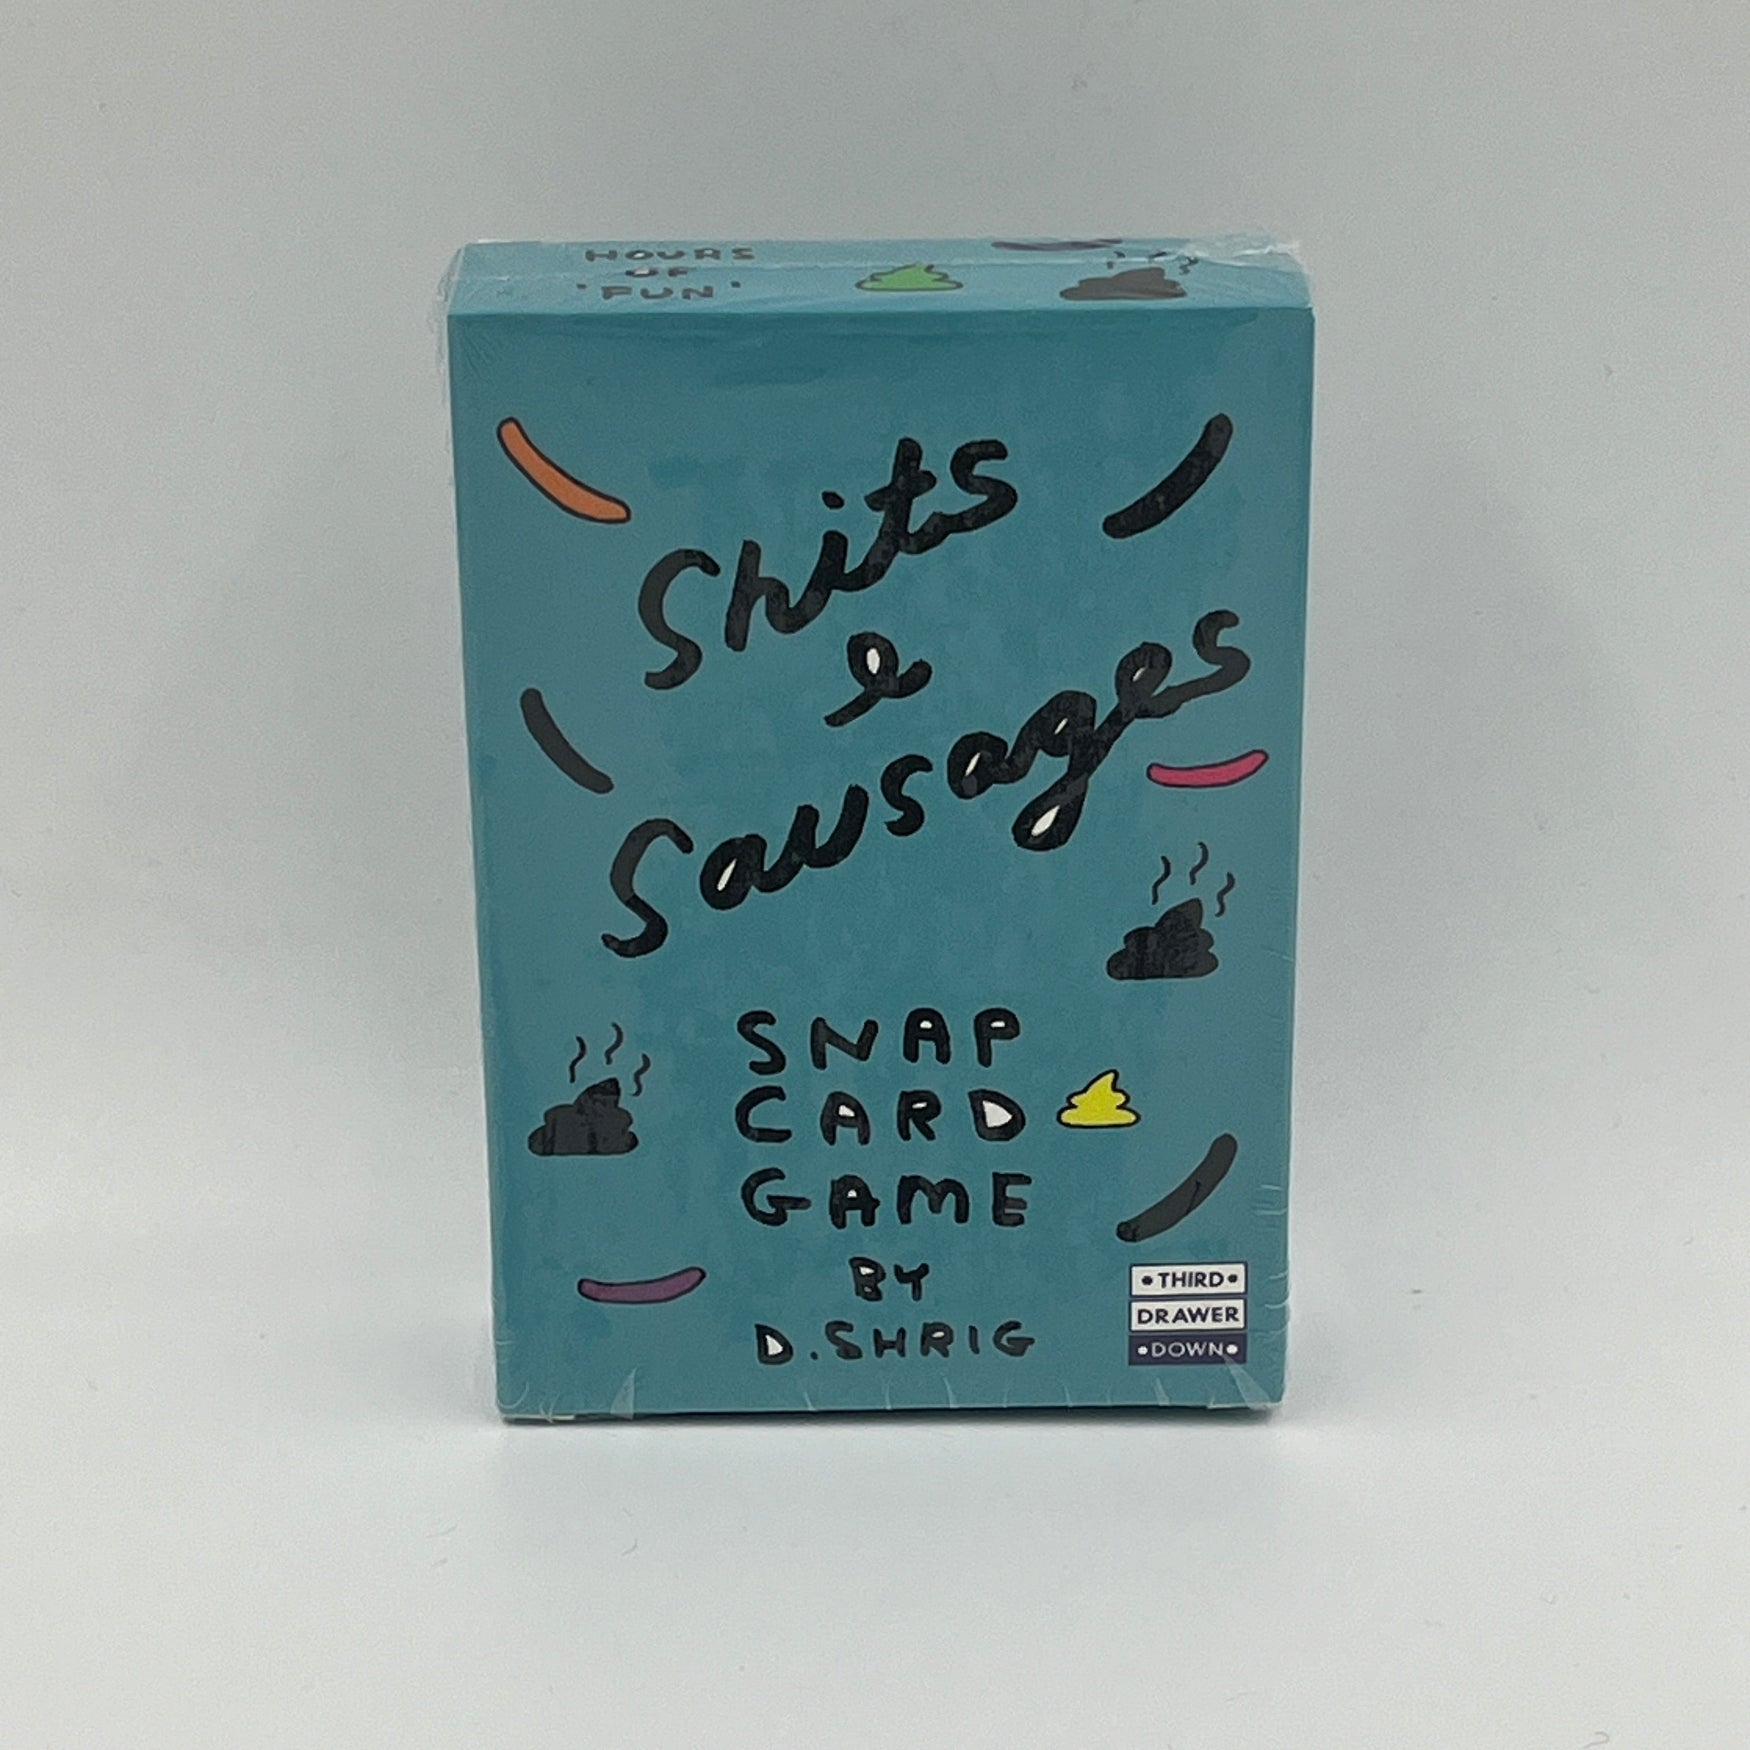 HOURS
OF
'FUN'
Shits
&
Sausages
SNAP
CARD
GAME
BY
D.SHRIG
•THIRD•
DRAWER
•DOWN•